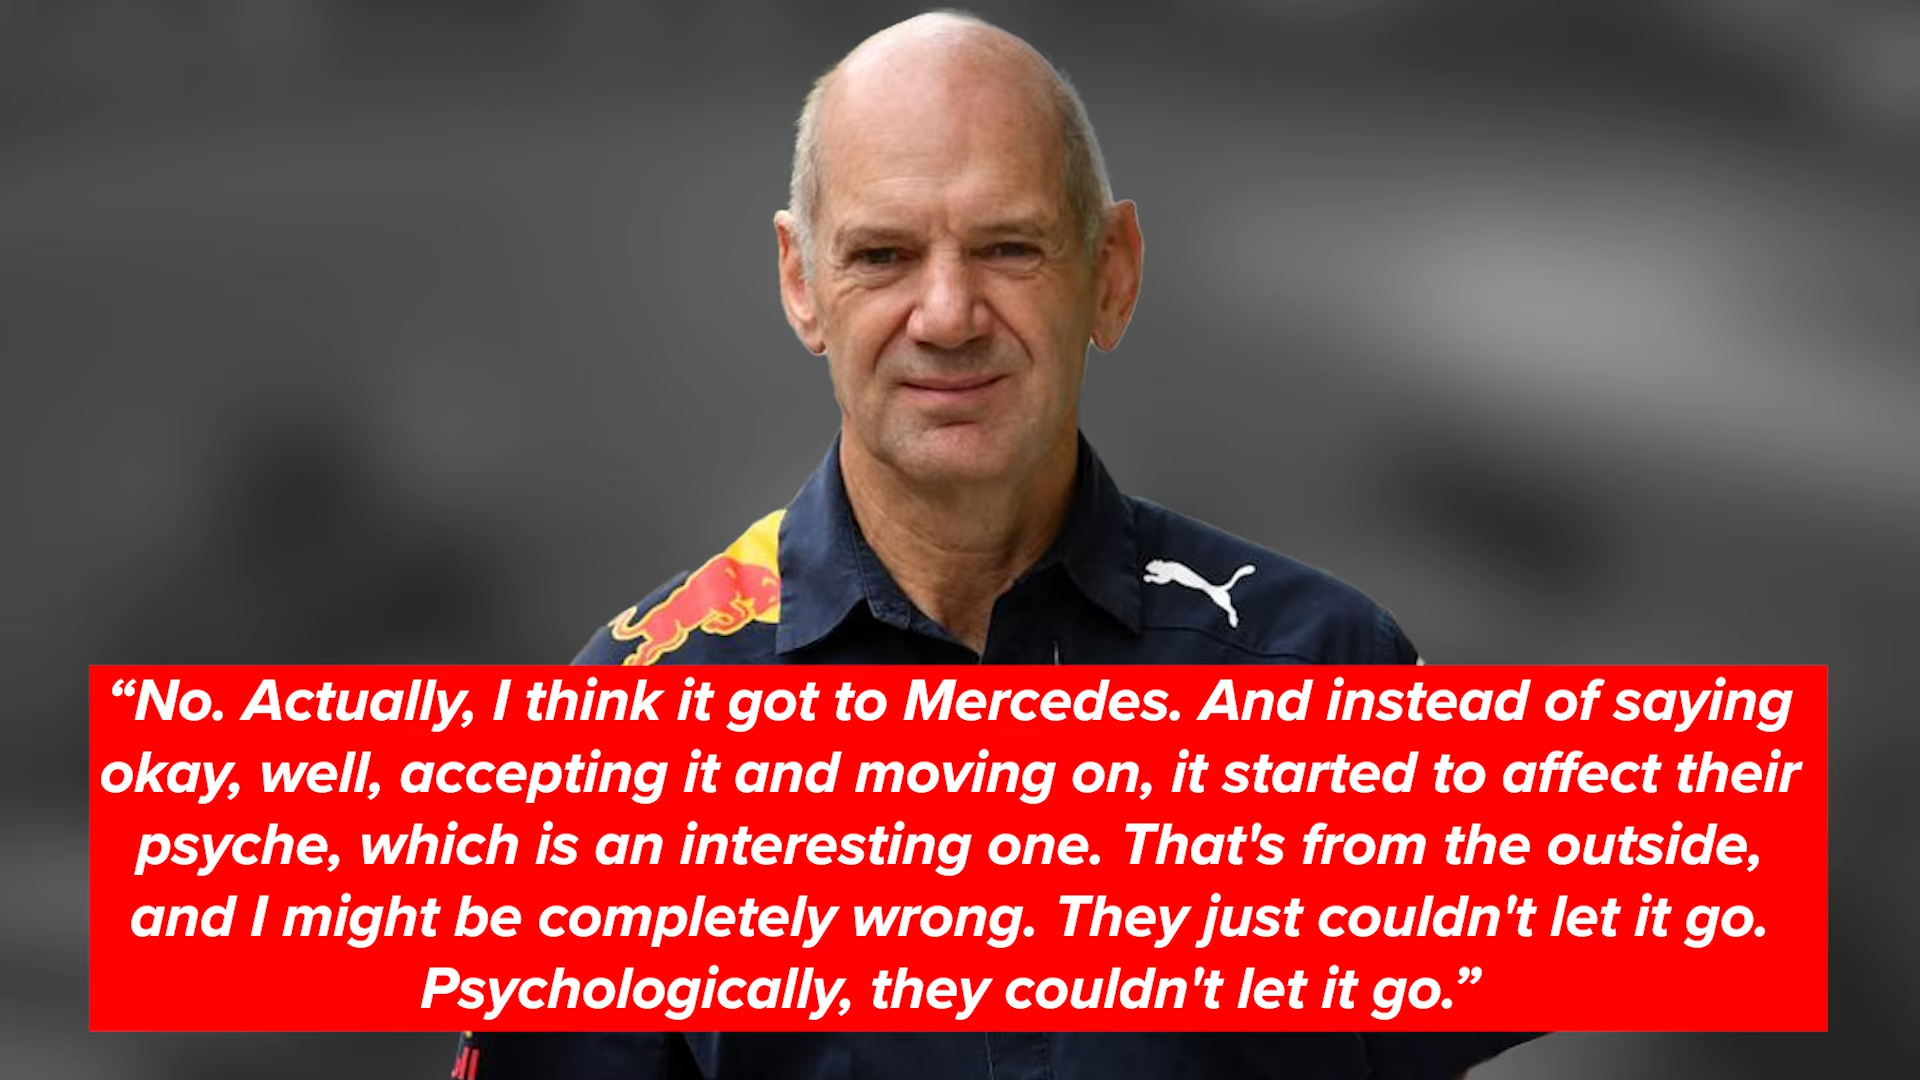 “No. Actually, I think it got to Mercedes. And instead of saying
okay, well, accepting it and moving on, it started to affect their
psyche, which is an interesting one. That's from the outside,
and I might be completely wrong. They just couldn't let it go.
Psychologically, they couldn't let it go.”